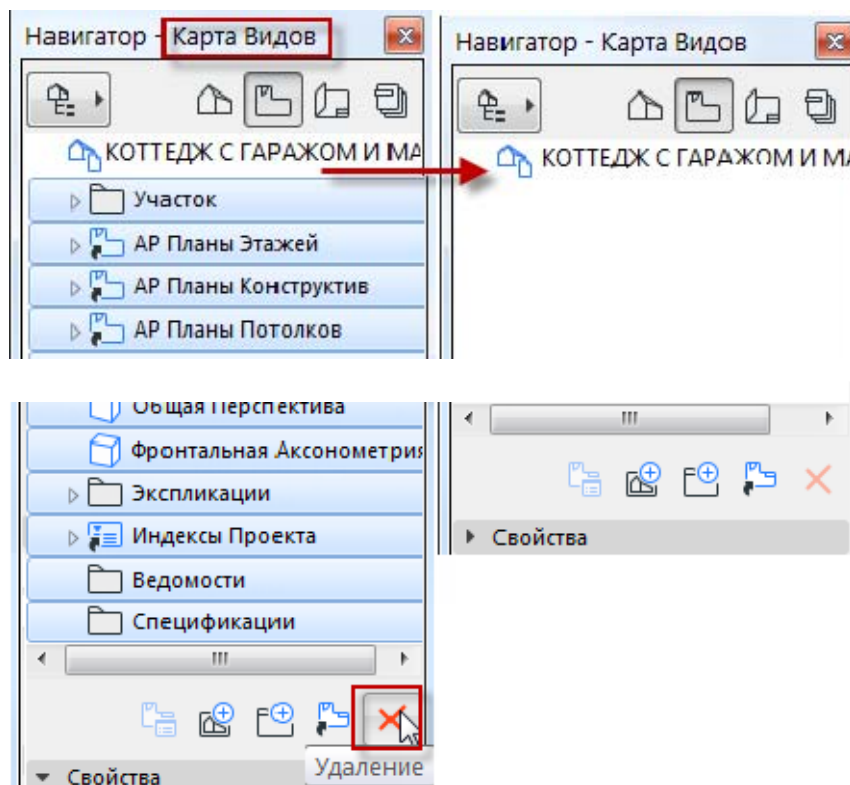 Навигатор - Карта Видов
КОТТЕДЖ С ГАРАЖОМ И МА
Участок
АР Планы Этажей
АР Планы Конструктив
АР Планы Потолков
Общая Перспектива
Фронтальная Аксонометрия
Экспликации
Индексы Проекта
Ведомости
Спецификации
Удаление
Свойства
Навигатор - Карта Видов
КОТТЕДЖ С ГАРАЖОМ И МА
Свойства